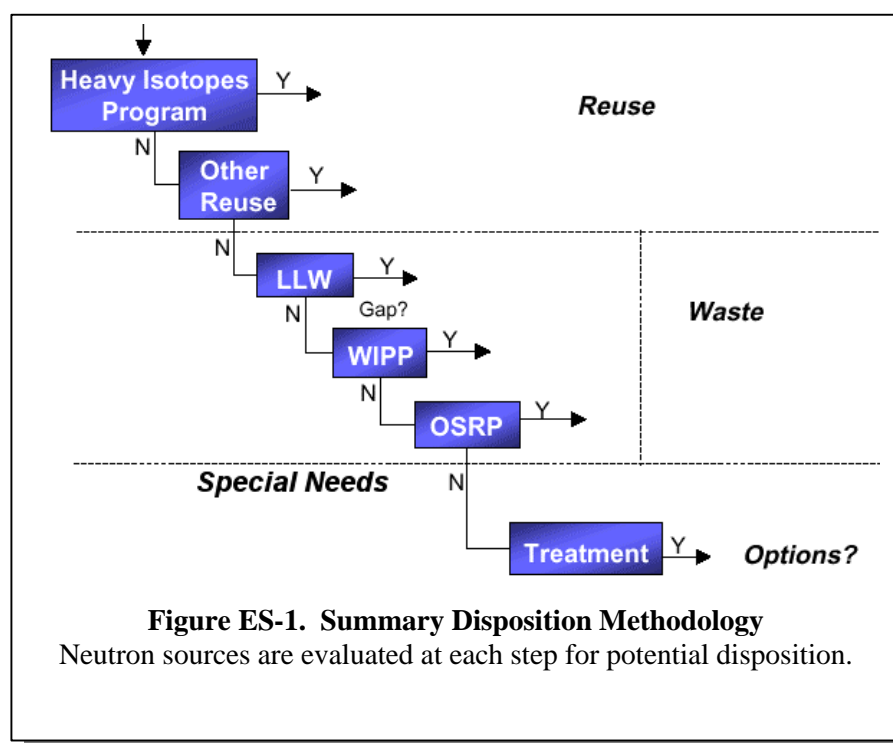 Heavy Isotopes
Program
Y
Reuse
N
Other
Reuse
Y
N
LLW
Y
Gap?
N
Waste
WIPP
Y
N
OSRP
Y
Special Needs
N
Treatment
Y
Options?
Figure ES-1. Summary Disposition Methodology
Neutron sources are evaluated at each step for potential disposition.